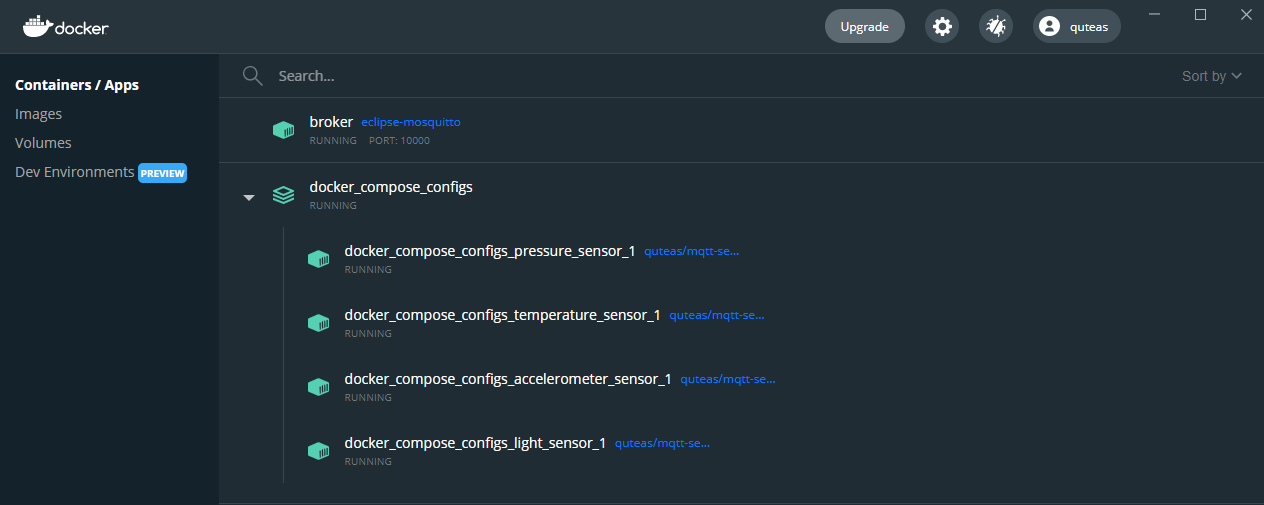 docker
Upgrade
quteas
Containers / Apps
Images
Volumes
Dev Environments PREVIEW
Search...
Sort by
broker eclipse-mosquitto
RUNNING PORT: 10000
docker_compose_configs
RUNNING
docker_compose_configs_pressure_sensor_1 quteas/mqtt-se...
RUNNING
docker_compose_configs_temperature_sensor_1 quteas/mqtt-se...
RUNNING
docker_compose_configs_accelerometer_sensor_1 quteas/mqtt-se...
RUNNING
docker_compose_configs_light_sensor_1 quteas/mqtt-se...
RUNNING